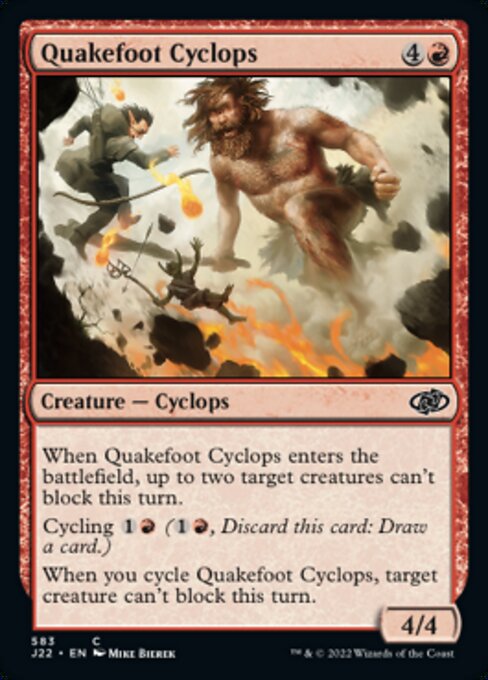 Quakefoot Cyclops 4
Creature — Cyclops
When Quakefoot Cyclops enters the
battlefield, up to two target creatures can't
block this turn.
Cycling 1 (1, Discard this card: Draw
a card.)
When you cycle Quakefoot Cyclops, target
creature can't block this turn.
4/4
583 C
J22 • EN Mike Bierek ™ & © 2022 Wizards of the Coast